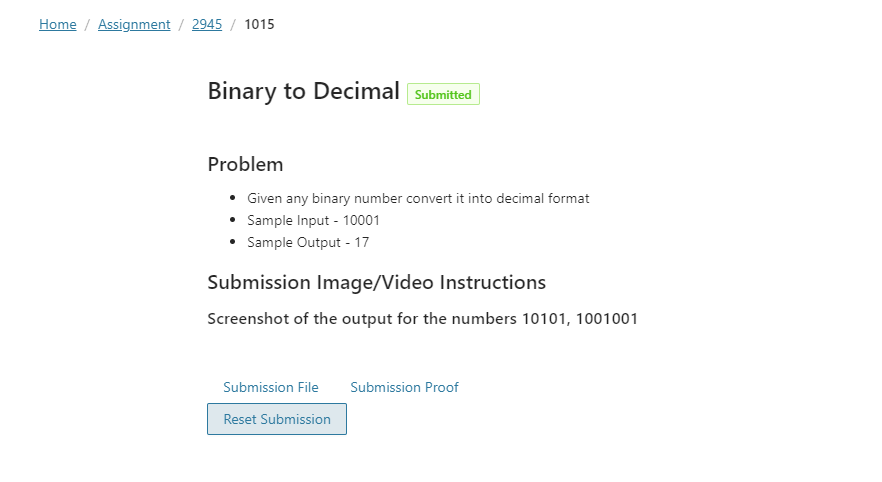 Home / Assignment / 2945 / 1015
Binary to Decimal Submitted
Problem
• Given any binary number convert it into decimal format
• Sample Input - 10001
• Sample Output - 17
Submission Image/Video Instructions
Screenshot of the output for the numbers 10101, 1001001
Submission File Submission Proof
Reset Submission